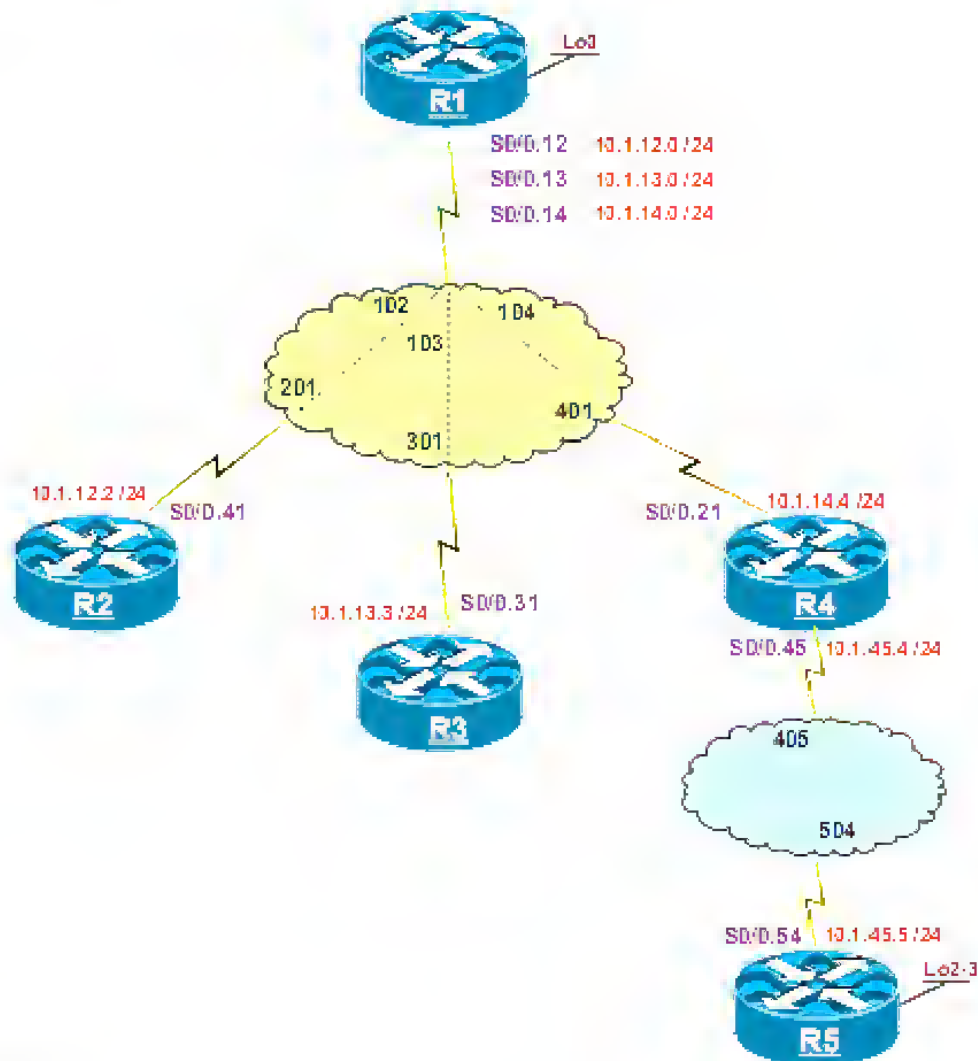 Lo0
R1
S0/0.12 10.1.12.0 /24
S0/0.13 10.1.13.0 /24
S0/0.14 10.1.14.0 /24
102
104
103
201
401
301
10.1.12.2 /24
S0/0.41
S0/0.21
10.1.14.4 /24
R2
10.1.13.3 /24
S0/0.31
R4
R3
S0/0.45
10.1.45.4 /24
405
504
S0/0.54
10.1.45.5 /24
Lo2-3
R5